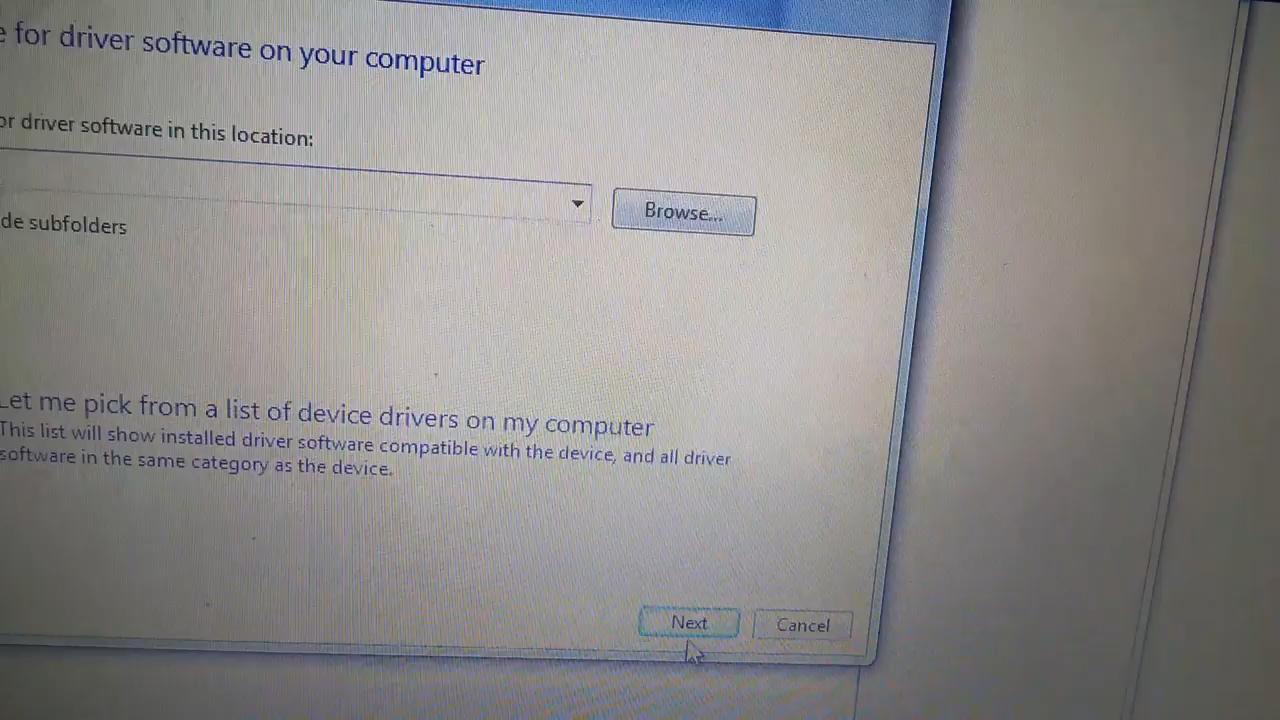 e for driver software on your computer
or driver software in this location:
Browse...
de subfolders
Let me pick from a list of device drivers on my computer
This list will show installed driver software compatible with the device, and all driver
software in the same category as the device.
Next Cancel